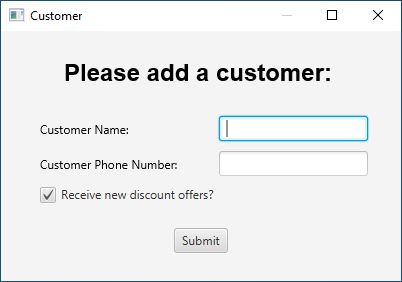 Customer
Please add a customer:
Customer Name:
Customer Phone Number:
Receive new discount offers?
Submit